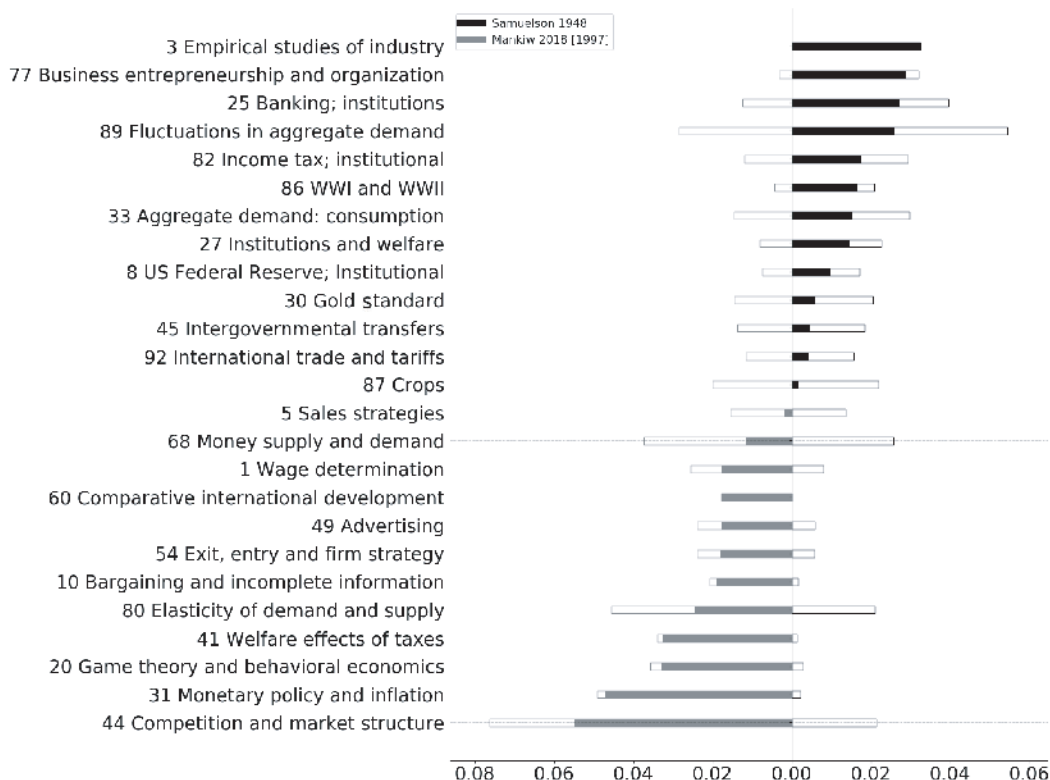 Samuelson 1948
Mankiw 2018 [1997]
3 Empirical studies of industry
77 Business entrepreneurship and organization
25 Banking; institutions
89 Fluctuations in aggregate demand
82 Income tax; institutional
86 WWI and WWII
33 Aggregate demand: consumption
27 Institutions and welfare
8 US Federal Reserve; Institutional
30 Gold standard
45 Intergovernmental transfers
92 International trade and tariffs
87 Crops
5 Sales strategies
68 Money supply and demand
1 Wage determination
60 Comparative international development
49 Advertising
54 Exit, entry and firm strategy
10 Bargaining and incomplete information
80 Elasticity of demand and supply
41 Welfare effects of taxes
20 Game theory and behavioral economics
31 Monetary policy and inflation
44 Competition and market structure
0.08 0.06 0.04 0.02 0.00 0.02 0.04 0.06